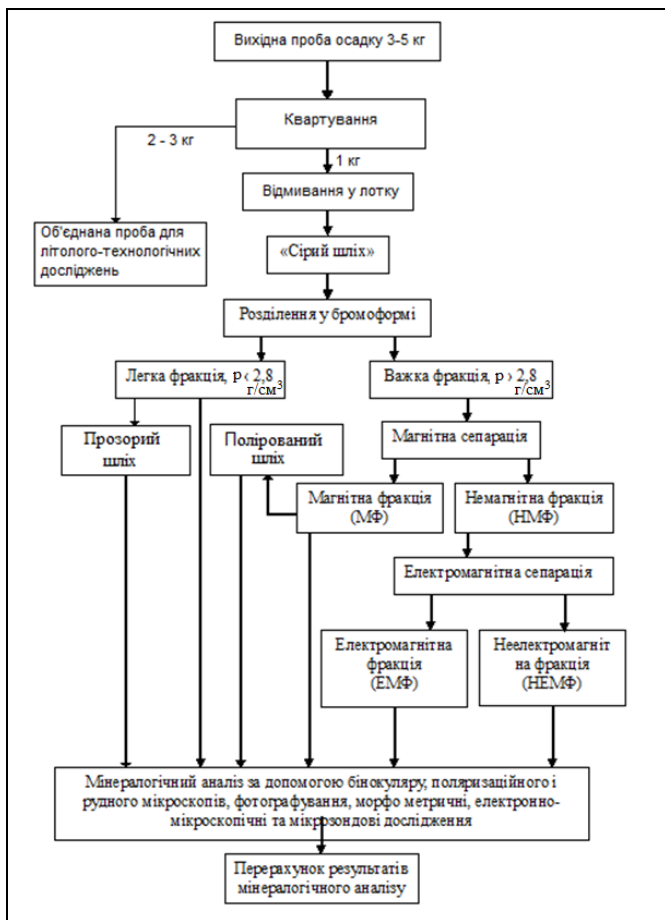 Вихідна проба осадку 3-5 кг
Квартування
2 - 3 кг
1 кг
Відмивання у лотку
Об'єднана проба для
літолого-технологічних
досліджень
«Сірий шліх»
Розділення у бромоформі
Легка фракція, р ‹ 2,8
г/см³
Важка фракція, р › 2,8
г/см³
Прозорий
шліх
Полірований
шліх
Магнітна сепарація
Магнітна фракція
(МФ)
Немагнітна фракція
(НМФ)
Електромагнітна сепарація
Електромагнітна
фракція
(ЕМФ)
Неелектромагніт
на фракція
(НЕМФ)
Мінералогічний аналіз за допомогою бінокуляру, поляризаційного і
рудного мікроскопів, фотографування, морфо метричні, електронно-
мікроскопічні та мікрозондові дослідження
Перерахунок результатів
мінералогічного аналізу